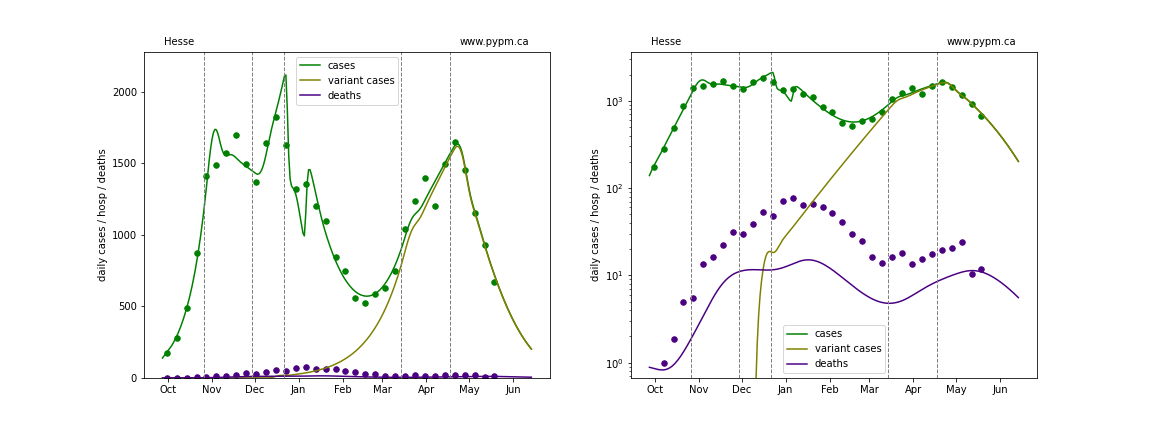 Hesse
www.pypm.ca
daily cases / hosp / deaths
2000
1500
1000
500
0
cases
variant cases
deaths
Oct Nov Dec Jan Feb Mar Apr May Jun
Hesse
www.pypm.ca
daily cases / hosp / deaths
10³
10²
10¹
10⁰
cases
variant cases
deaths
Oct Nov Dec Jan Feb Mar Apr May Jun